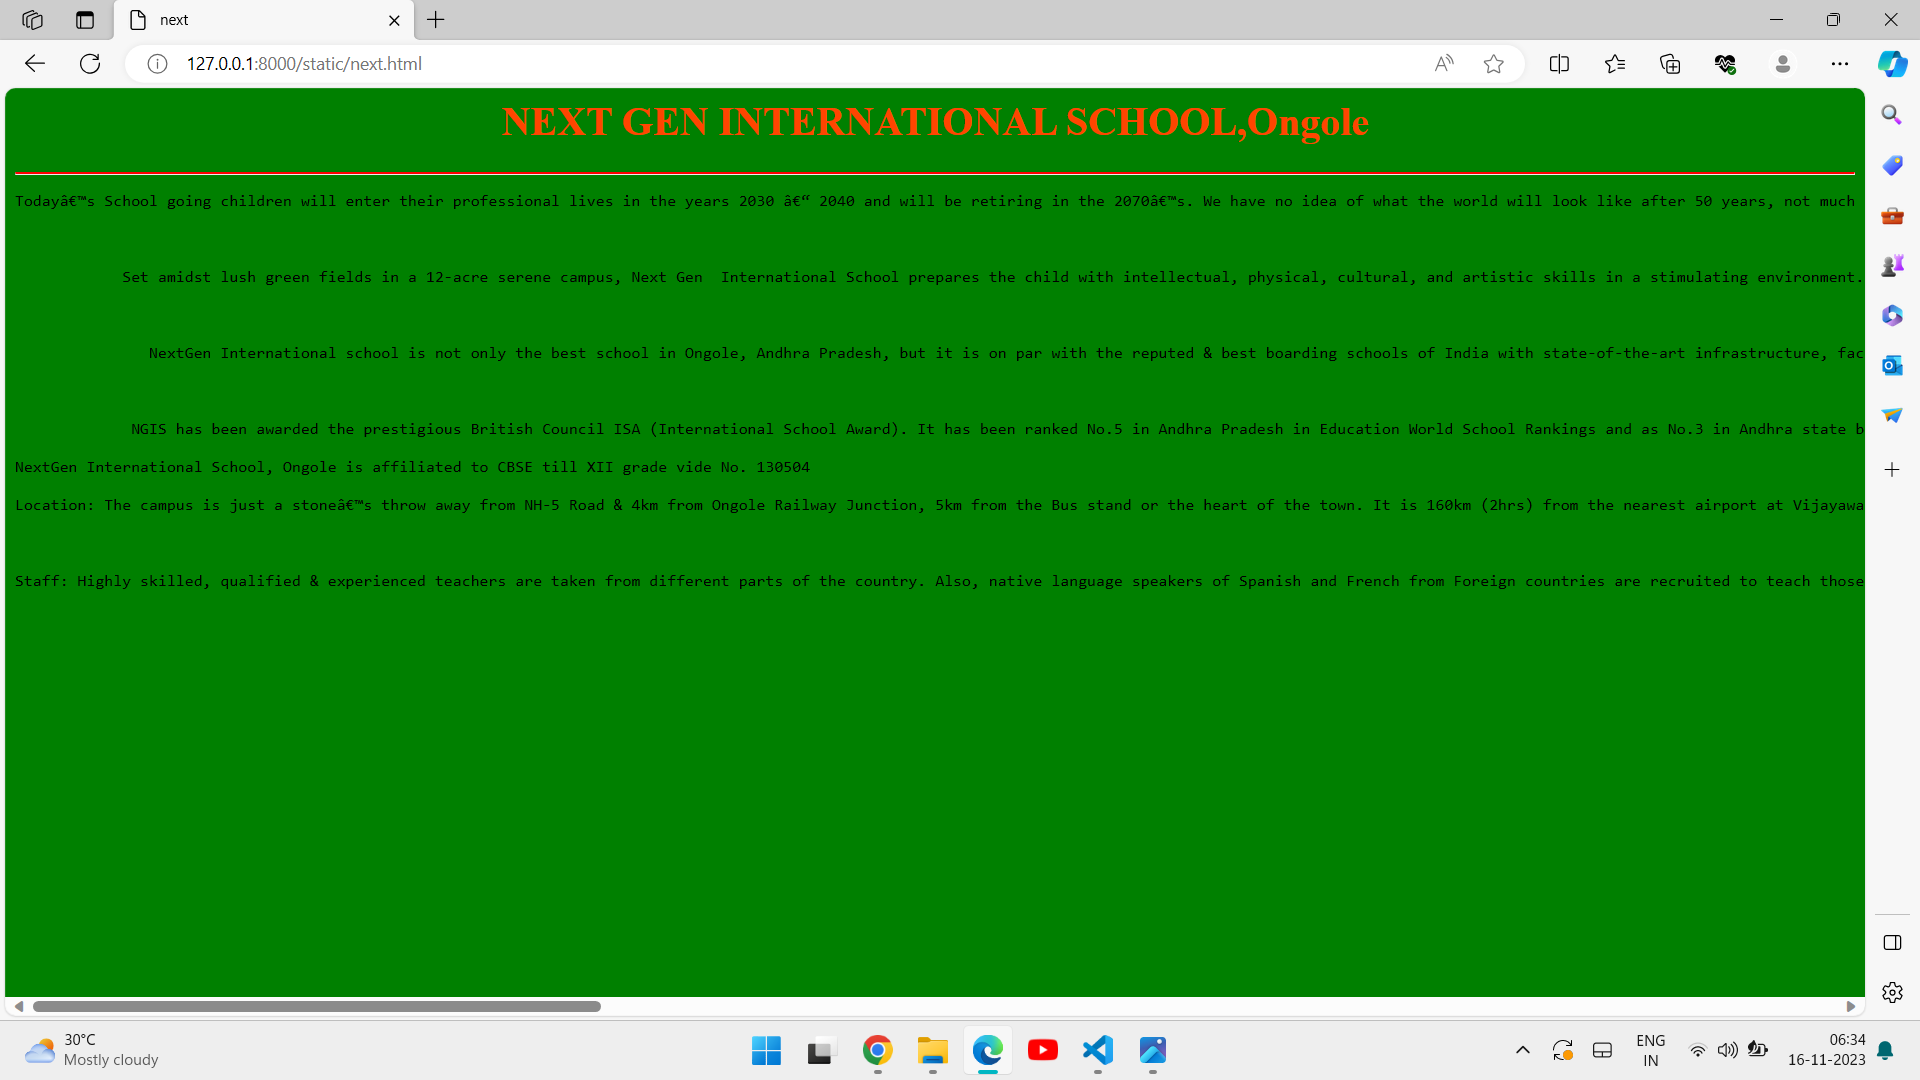 next
127.0.0.1:8000/static/next.html
NEXT GEN INTERNATIONAL SCHOOL,Ongole
Todayâ€™s School going children will enter their professional lives in the years 2030 â€“ 2040 and will be retiring in the 2070â€™s. We have no idea of what the world will look like after 50 years, not much
Set amidst lush green fields in a 12-acre serene campus, Next Gen  International School prepares the child with intellectual, physical, cultural, and artistic skills in a stimulating environment.
NextGen International school is not only the best school in Ongole, Andhra Pradesh, but it is on par with the reputed & best boarding schools of India with state-of-the-art infrastructure, fac
NGIS has been awarded the prestigious British Council ISA (International School Award). It has been ranked No.5 in Andhra Pradesh in Education World School Rankings and as No.3 in Andhra state b
NextGen International School, Ongole is affiliated to CBSE till XII grade vide No. 130504
Location: The campus is just a stoneâ€™s throw away from NH-5 Road & 4km from Ongole Railway Junction, 5km from the Bus stand or the heart of the town. It is 160km (2hrs) from the nearest airport at Vijayawa
Staff: Highly skilled, qualified & experienced teachers are taken from different parts of the country. Also, native language speakers of Spanish and French from Foreign countries are recruited to teach those
30°C
Mostly cloudy
ENG
IN
06:34
16-11-2023